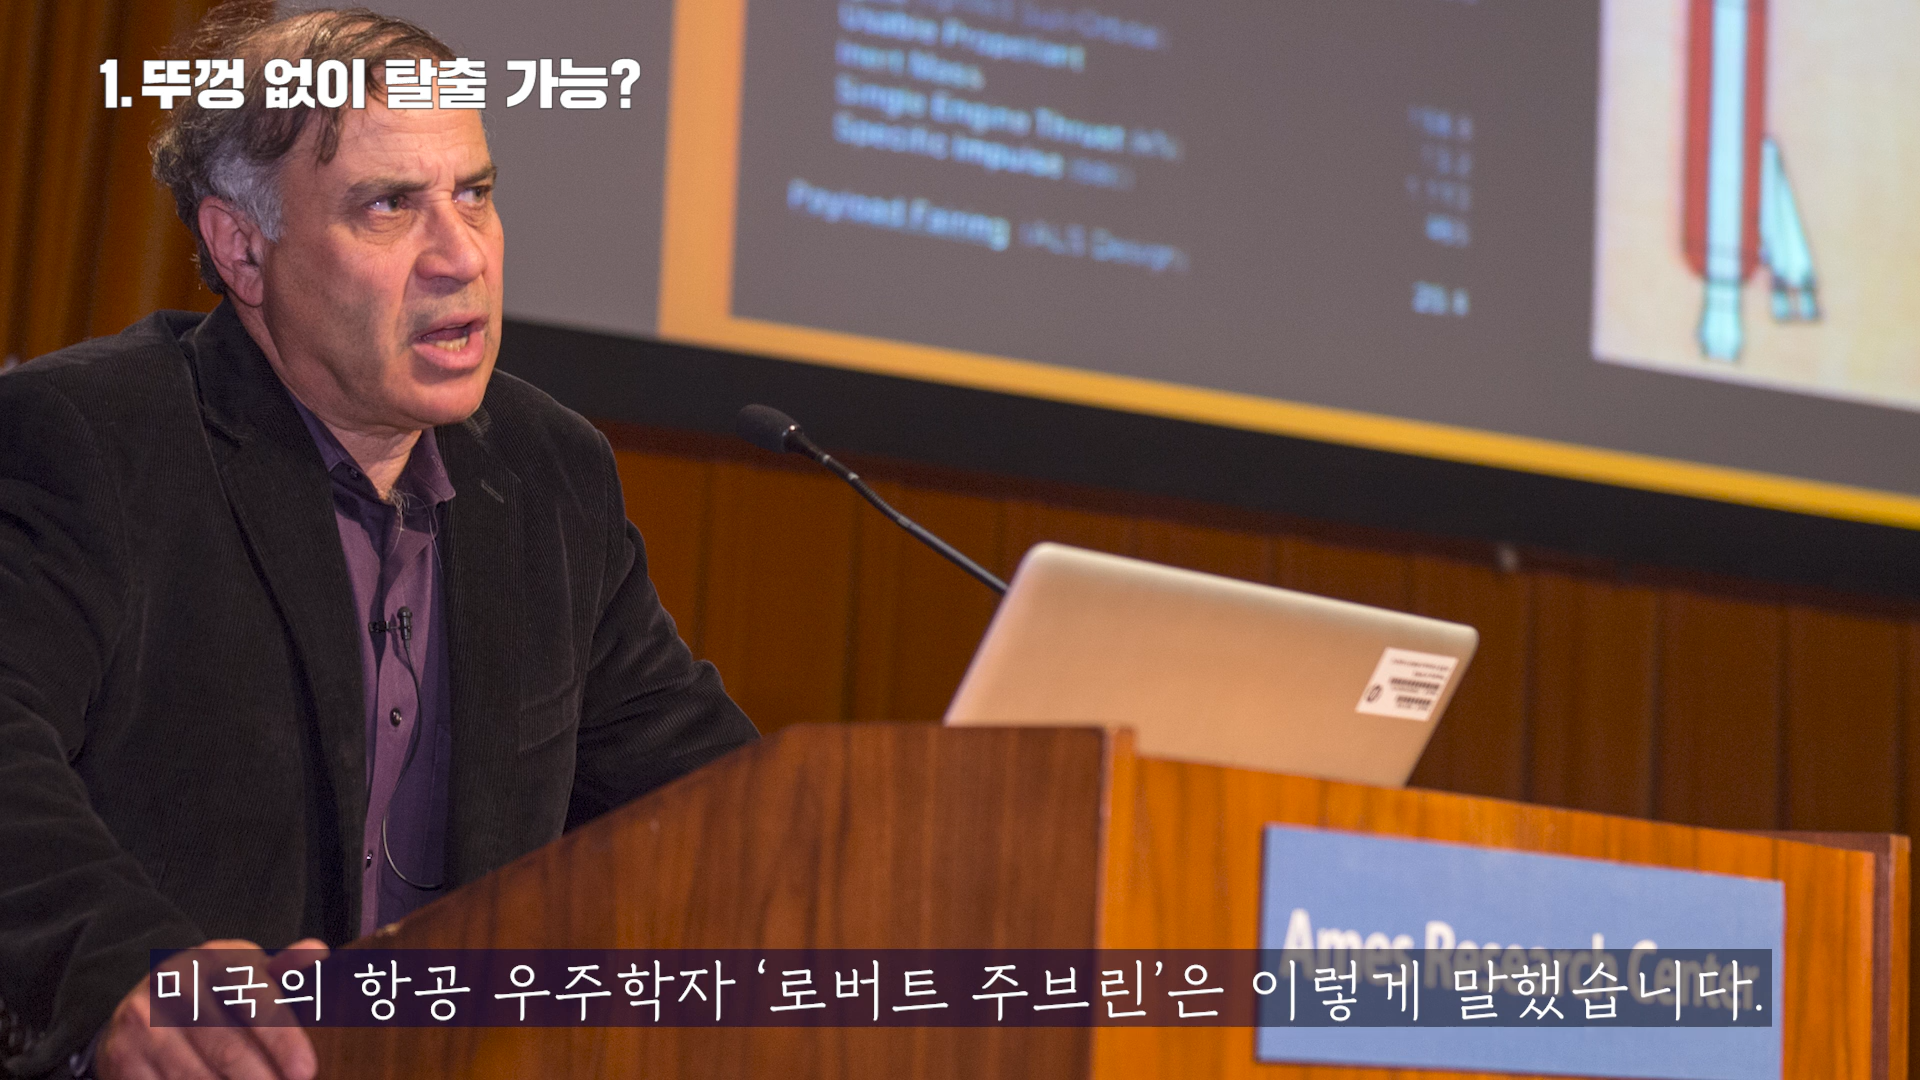 1. 뚜껑 없이 탈출 가능?
Usable Propellant
Inert Mass
Single Engine Thrust
Specific Impulse
Payload Fairing (ALS Design)
Ames Research Center
미국의 항공 우주학자 ‘로버트 주브린’은 이렇게 말했습니다.